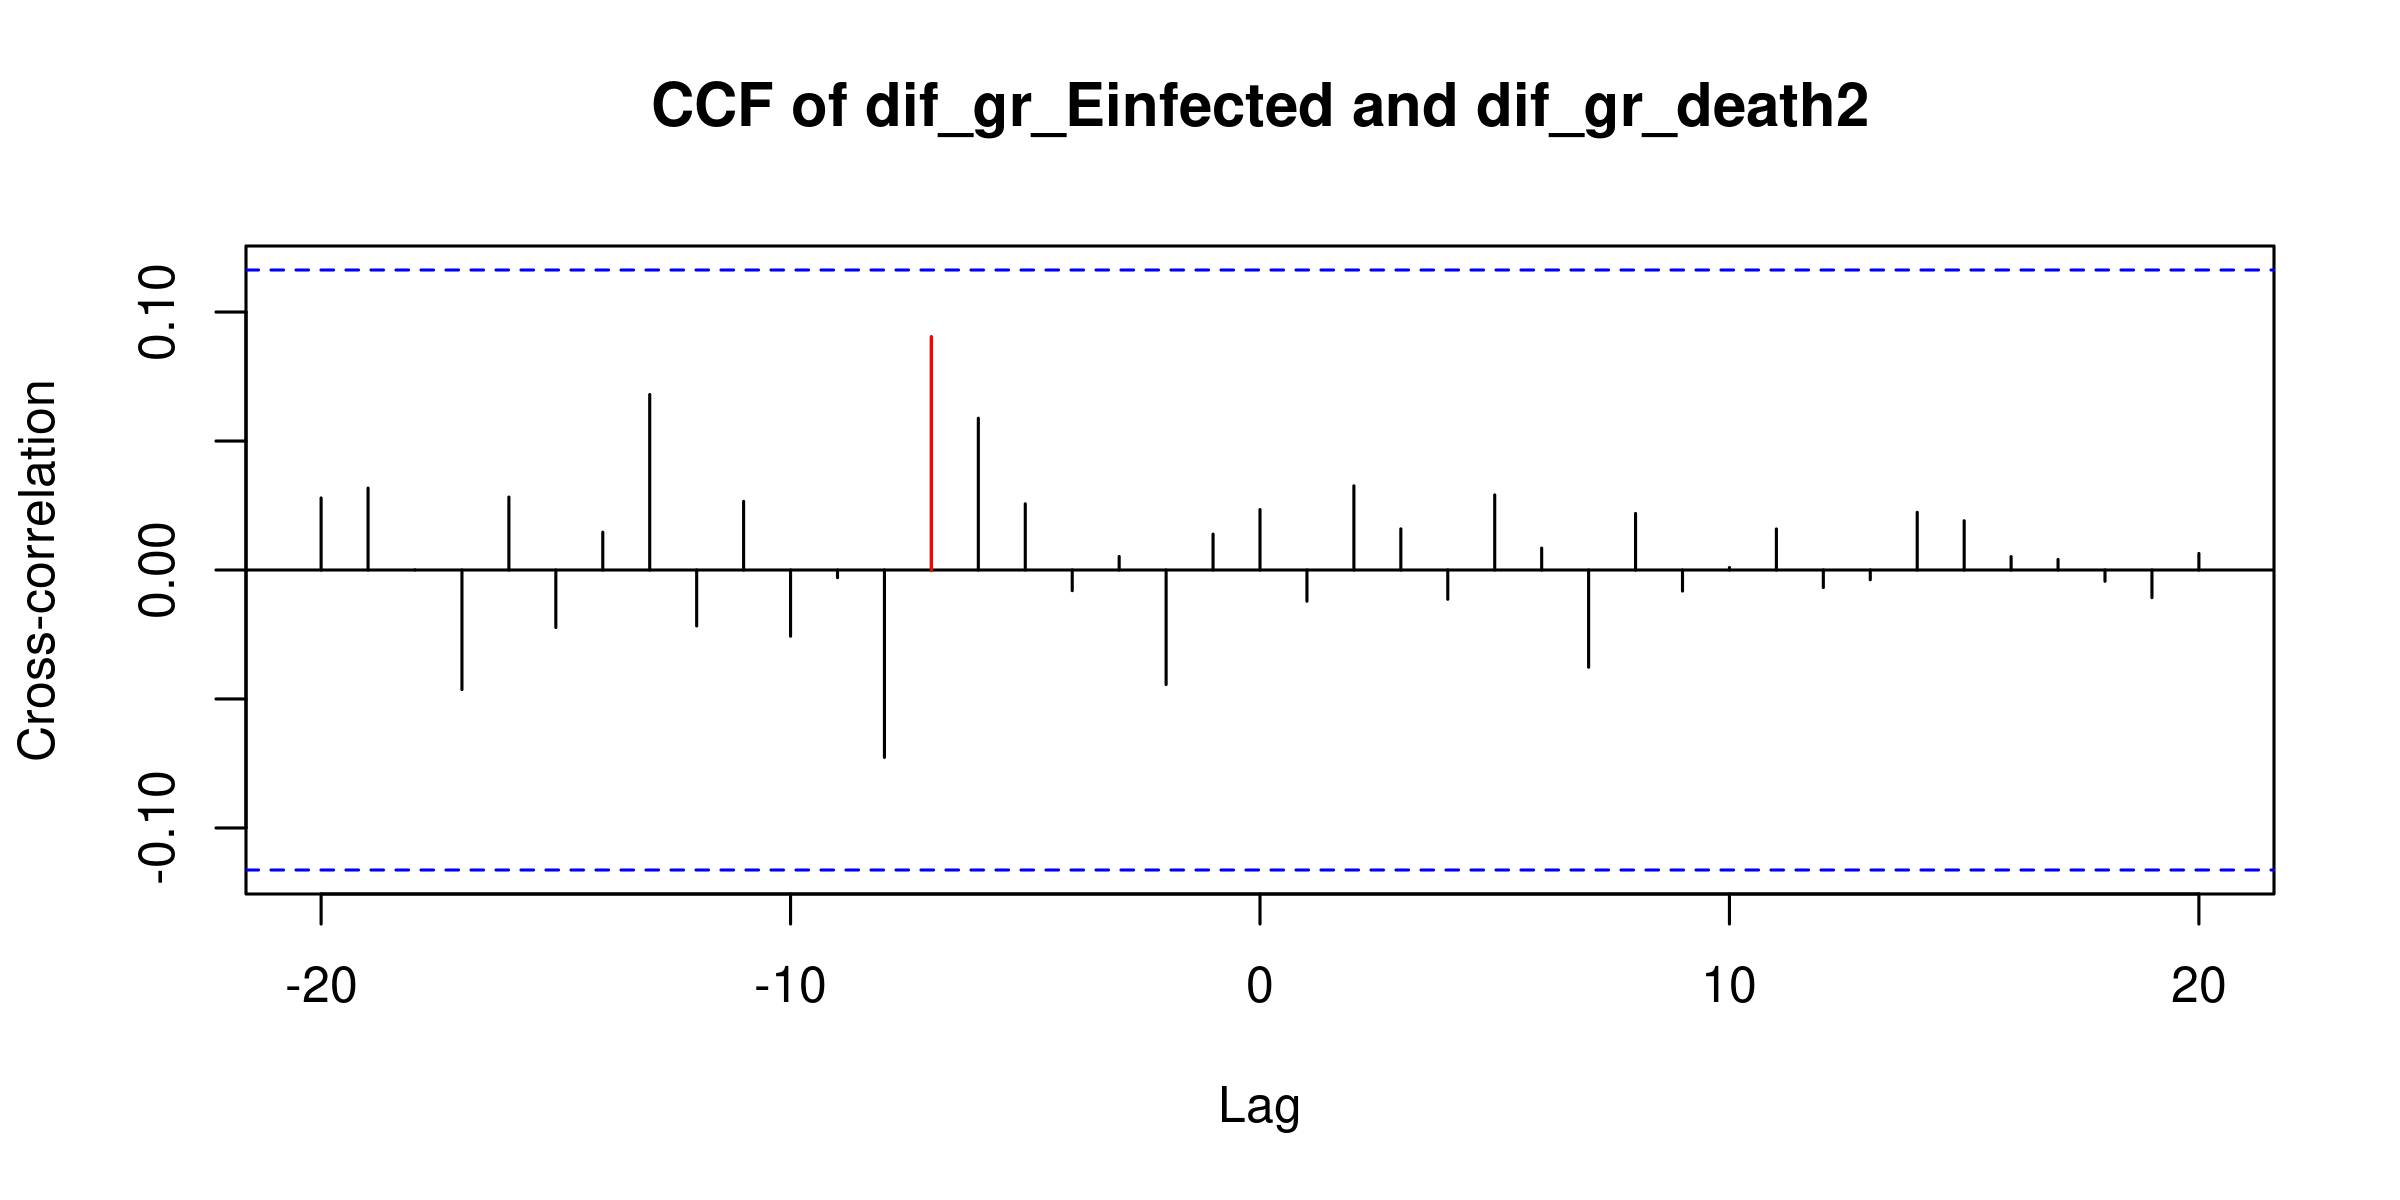 CCF of dif_gr_Einfected and dif_gr_death2
Cross-correlation
0.10
0.00
-0.10
-20 -10 0 10 20
Lag